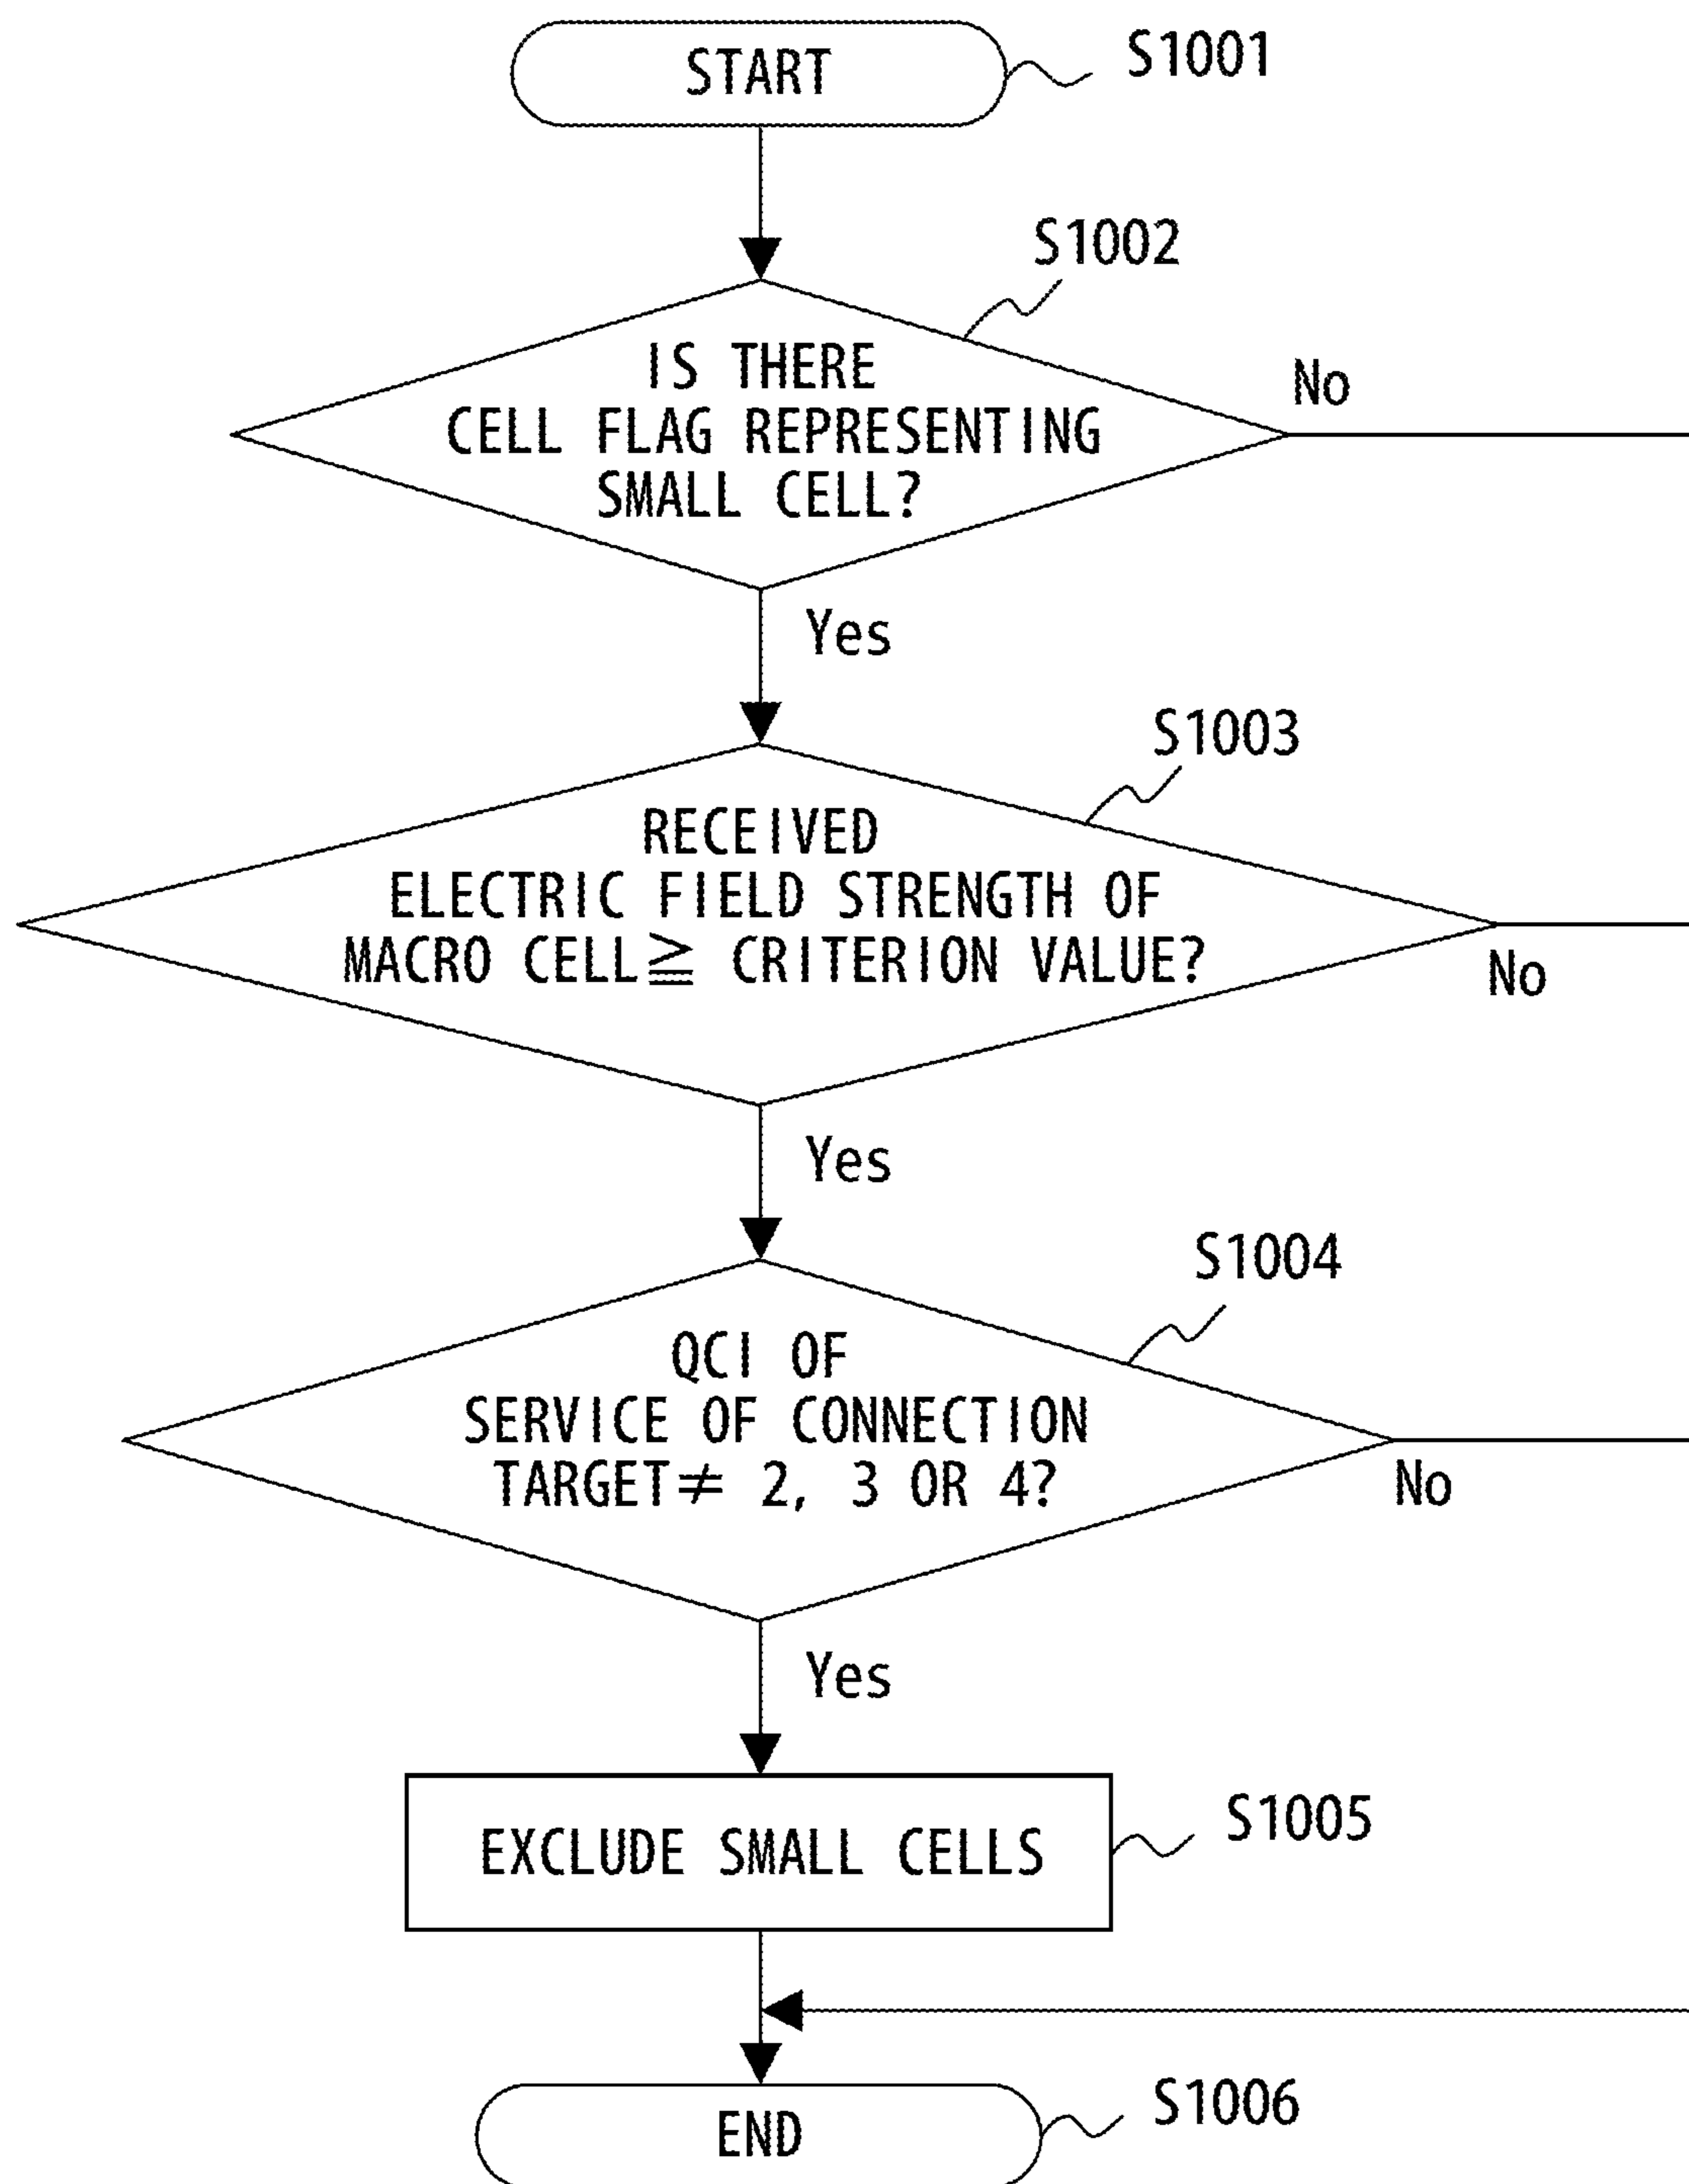 START
S1001
S1002
IS THERE
CELL FLAG REPRESENTING
SMALL CELL?
No
Yes
S1003
RECEIVED
ELECTRIC FIELD STRENGTH OF
MACRO CELL≧ CRITERION VALUE?
No
Yes
S1004
QCI OF
SERVICE OF CONNECTION
TARGET≠ 2, 3 OR 4?
No
Yes
EXCLUDE SMALL CELLS
S1005
END
S1006